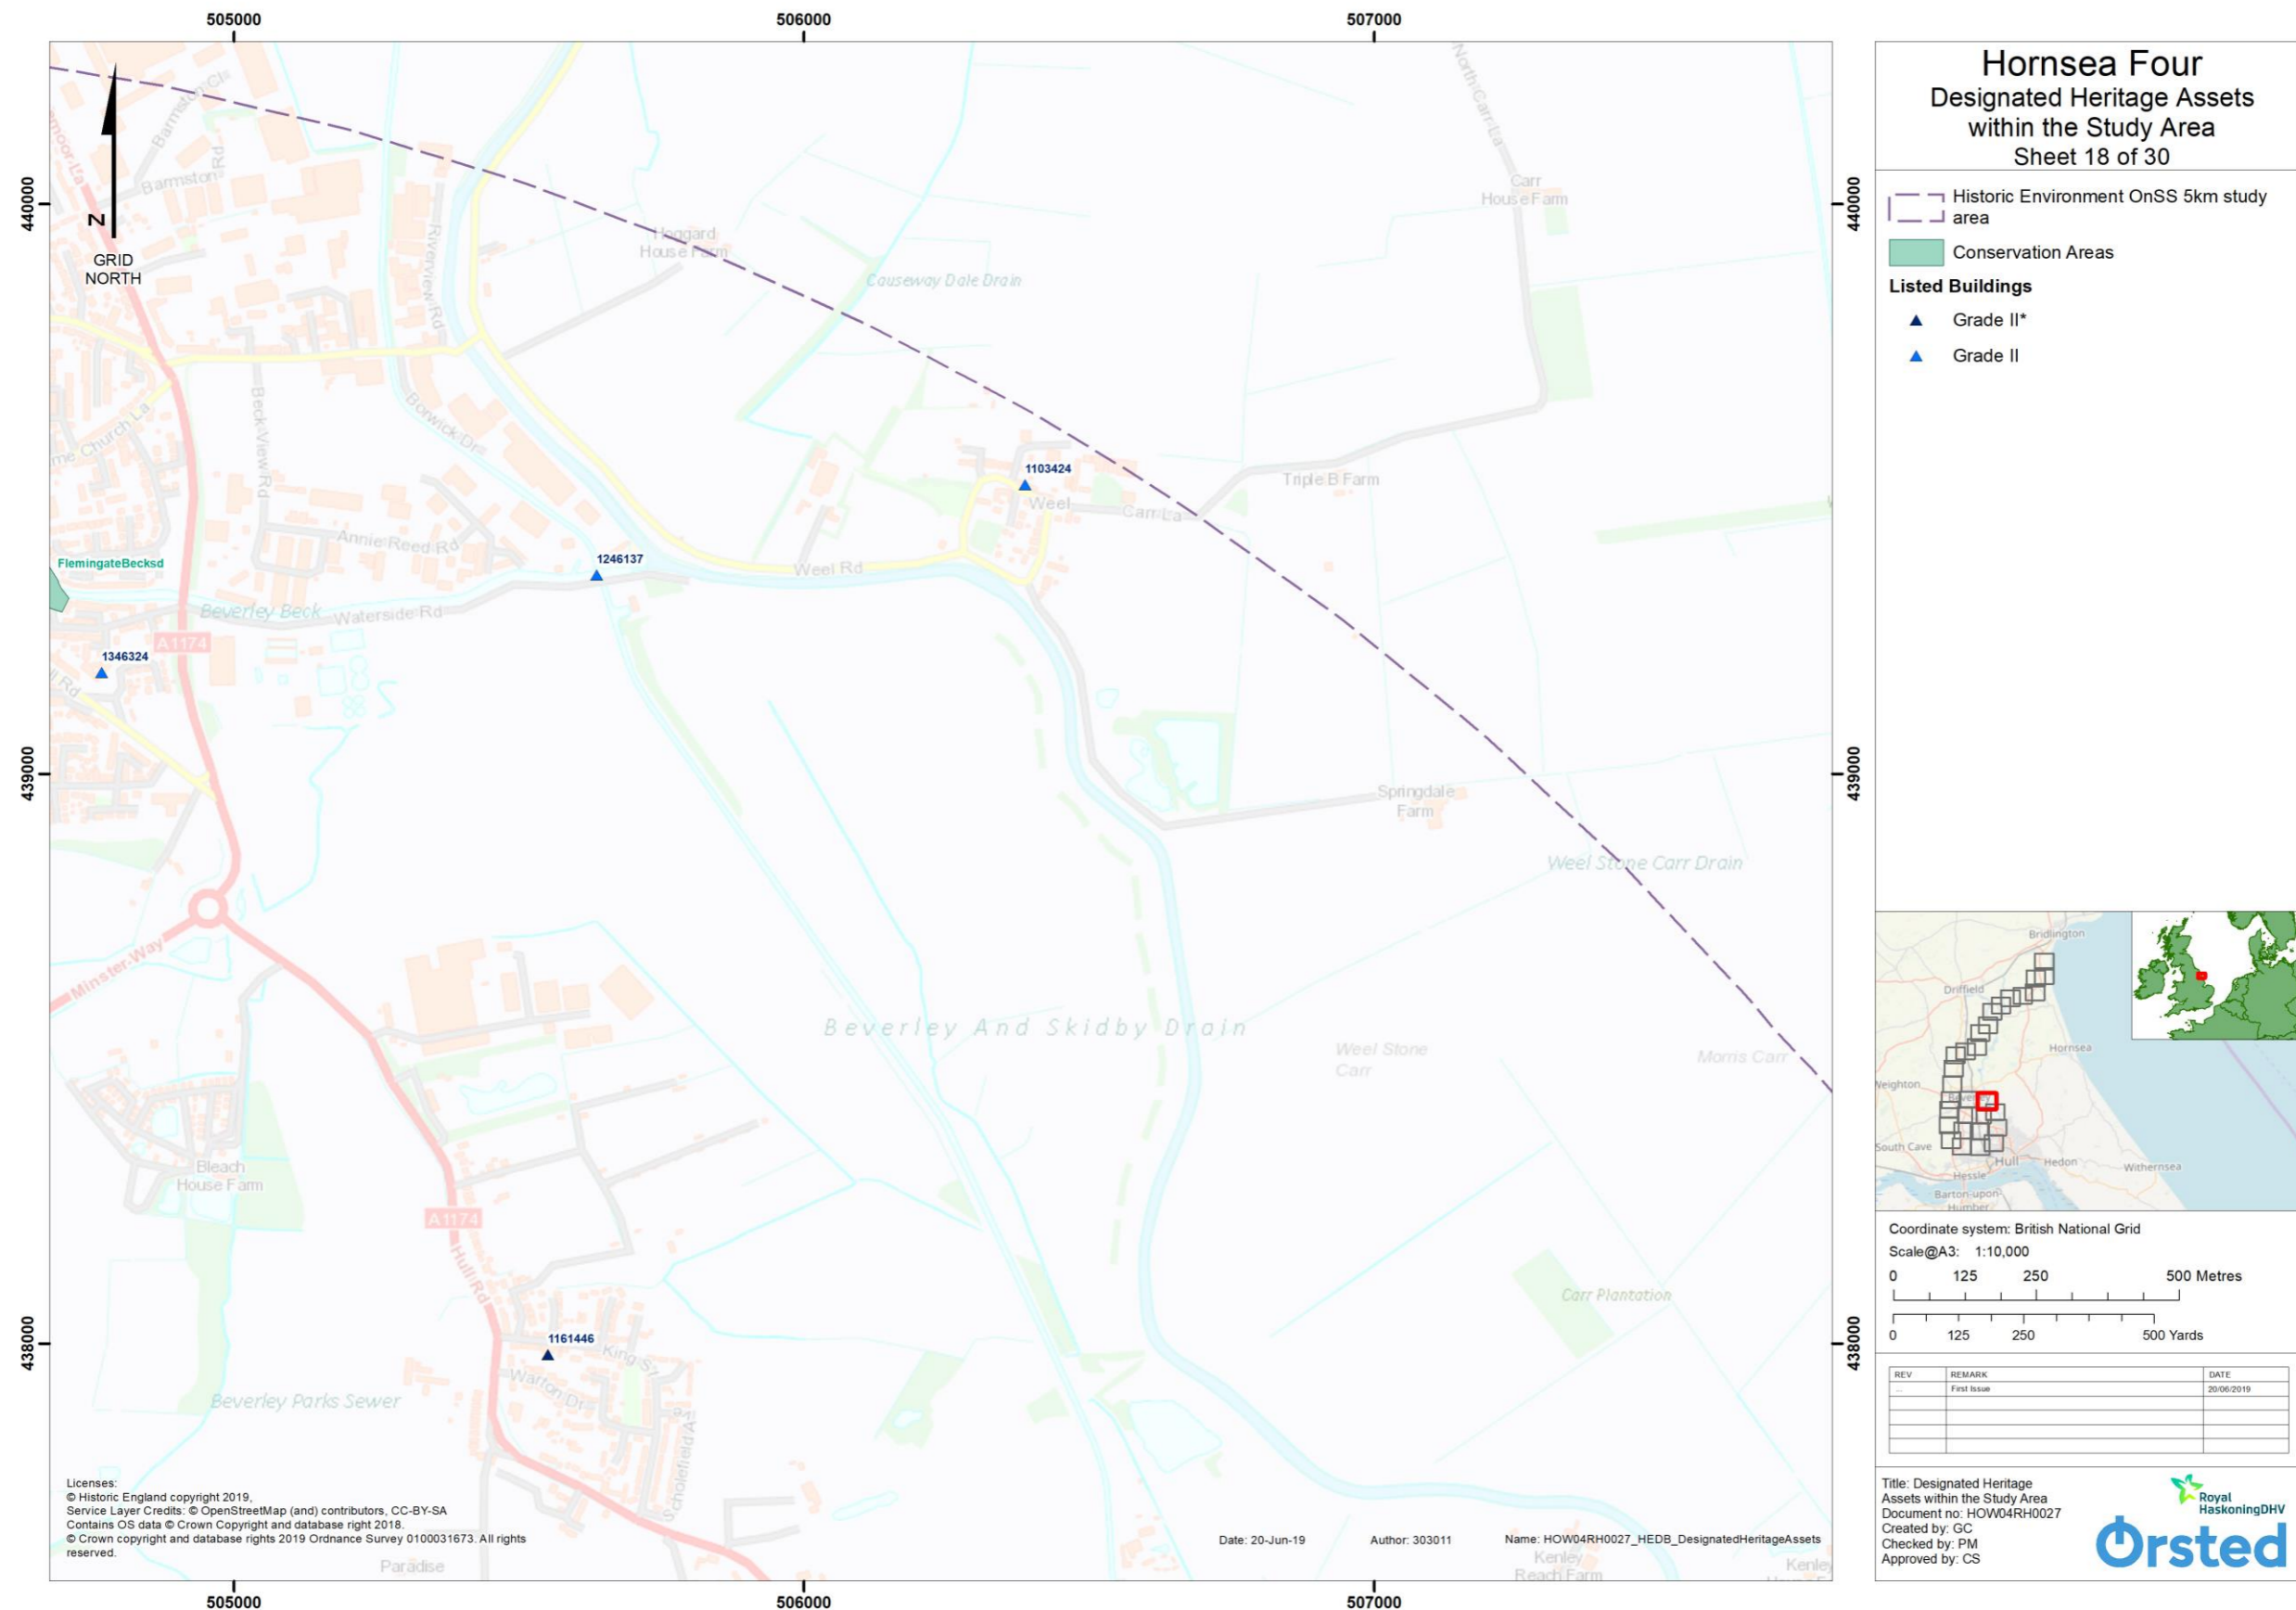 505000
506000
507000
440000
439000
438000
440000
439000
438000
505000
506000
507000
N
GRID
NORTH
Barmston Cl
Barmston Rd
Riverview Rd
Hoggard
House Farm
Causeway Dale Drain
North Carr La
Carr
House Farm
Beck View Rd
Borwick Dr
Annie Reed Rd
1103424
Weel
Carr La
Triple B Farm
1246137
Weel Rd
FlemingateBecksd
Beverley Beck
Waterside Rd
A1174
1346324
Springdale
Farm
Weel Stone Carr Drain
Minster Way
Beverley And Skidby Drain
Weel Stone
Carr
Morris Carr
Bleach
House Farm
A1174
Hull Rd
Carr Plantation
1161446
King St
Warton Dr
Scholefield Av
Beverley Parks Sewer
Paradise
Kenley
Reach Farm
Kenley
Licenses:
© Historic England copyright 2019,
Service Layer Credits: © OpenStreetMap (and) contributors, CC-BY-SA
Contains OS data © Crown Copyright and database right 2018.
© Crown copyright and database rights 2019 Ordnance Survey 0100031673. All rights
reserved.
Date: 20-Jun-19 Author: 303011 Name: HOW04RH0027_HEDB_DesignatedHeritageAssets
Hornsea Four
Designated Heritage Assets
within the Study Area
Sheet 18 of 30
Historic Environment OnSS 5km study
area
Conservation Areas
Listed Buildings
Grade II*
Grade II
Bridlington
Driffield
Hornsea
Weighton
Beverley
South Cave
Hull
Hedon
Withernsea
Hessle
Barton-upon-
Humber
Coordinate system: British National Grid
Scale@A3: 1:10,000
0 125 250 500 Metres
0 125 250 500 Yards
REV REMARK DATE
... First Issue 20/06/2019
Title: Designated Heritage
Assets within the Study Area
Document no: HOW04RH0027
Created by: GC
Checked by: PM
Approved by: CS
Royal
HaskoningDHV
Orsted